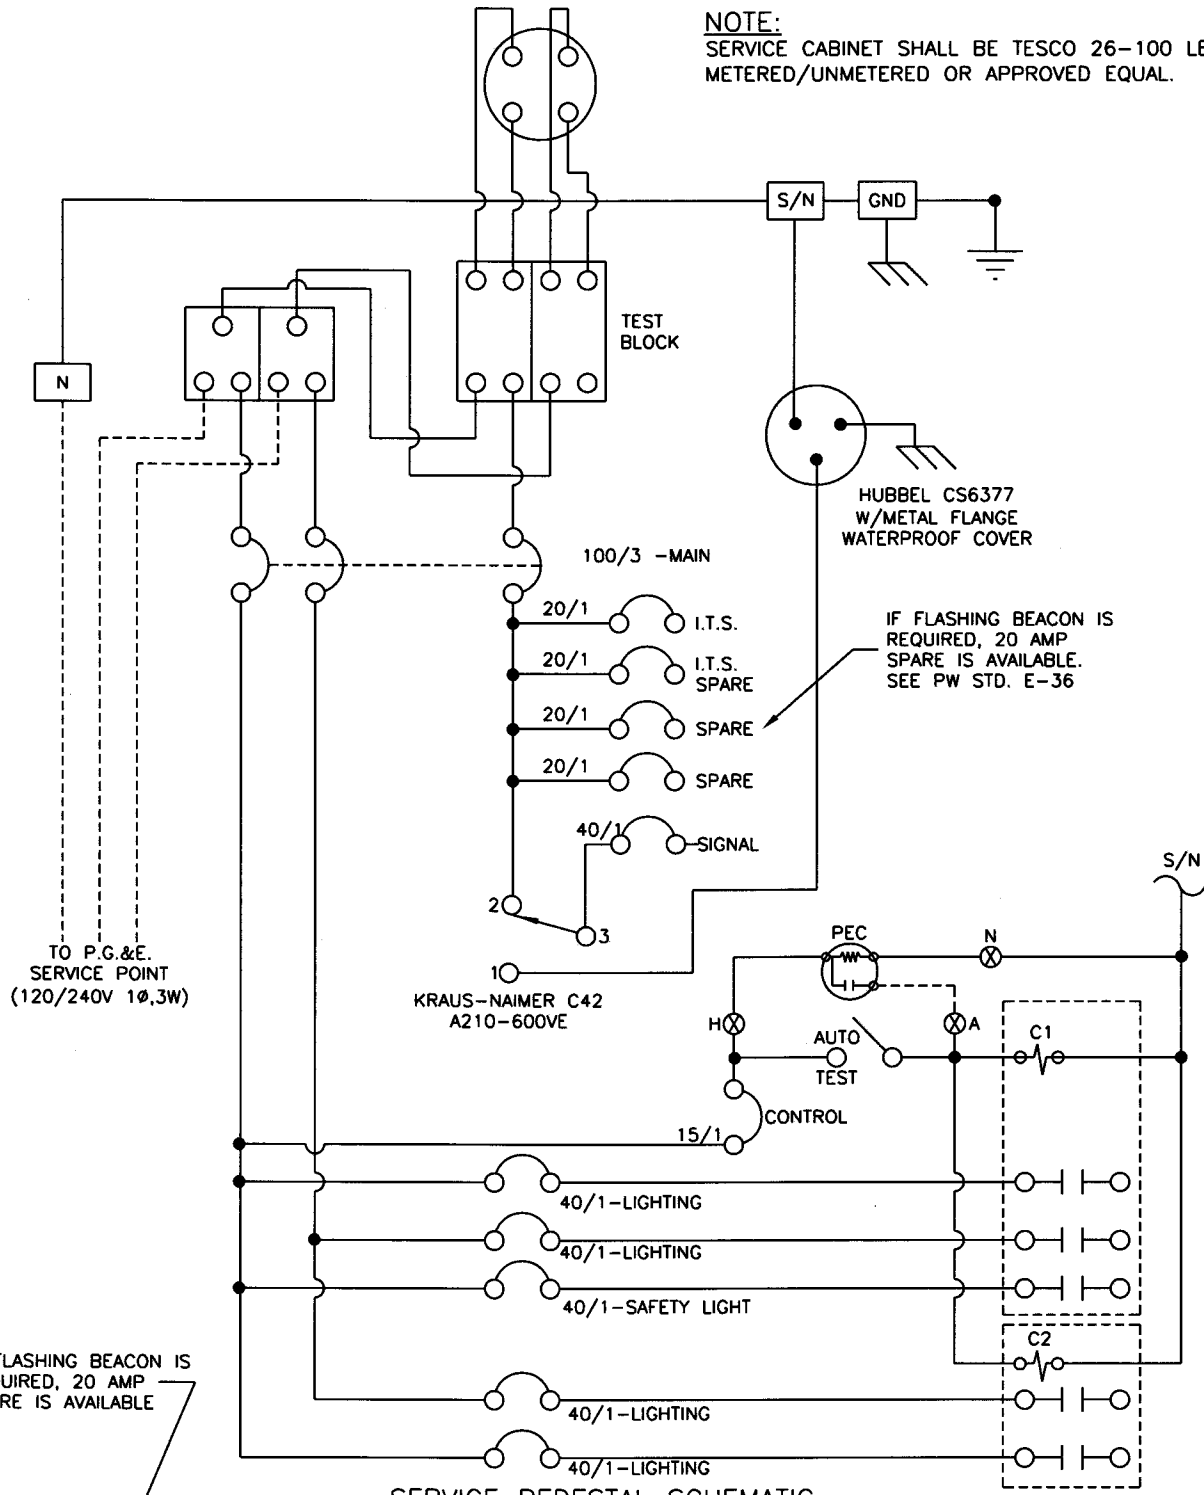 NOTE:
SERVICE CABINET SHALL BE TESCO 26-100
METERED/UNMETERED OR APPROVED EQUAL.
S/N
GND
TEST
BLOCK
N
HUBBEL CS6377
W/METAL FLANGE
WATERPROOF COVER
100/3 -MAIN
20/1
I.T.S.
IF FLASHING BEACON IS
REQUIRED, 20 AMP
SPARE IS AVAILABLE.
SEE PW STD. E-36
20/1
I.T.S.
SPARE
20/1
SPARE
20/1
SPARE
40/1
SIGNAL
S/N
2
3
1
TO P.G.&E.
SERVICE POINT
(120/240V 1Ø,3W)
KRAUS-NAIMER C42
A210-600VE
PEC
N
H
A
AUTO
TEST
C1
CONTROL
15/1
40/1-LIGHTING
40/1-LIGHTING
40/1-SAFETY LIGHT
C2
FLASHING BEACON IS
20 AMP
IS AVAILABLE
40/1-LIGHTING
40/1-LIGHTING
SERVICE PEDESTAL SCHEMATIC